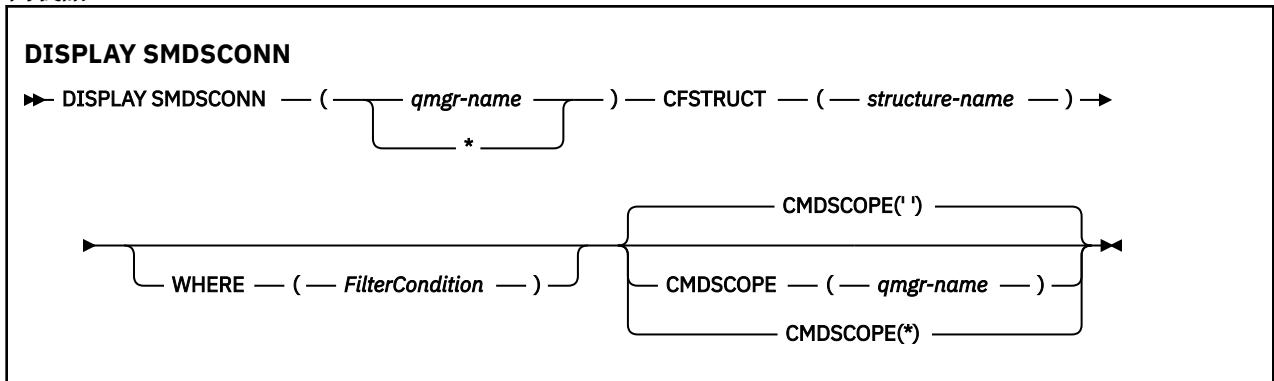 DISPLAY SMDSCONN
DISPLAY SMDSCONN ( qmgr-name ) CFSTRUCT ( structure-name )
*
CMDSCOPE(' ')
WHERE ( FilterCondition )
CMDSCOPE ( qmgr-name )
CMDSCOPE(*)